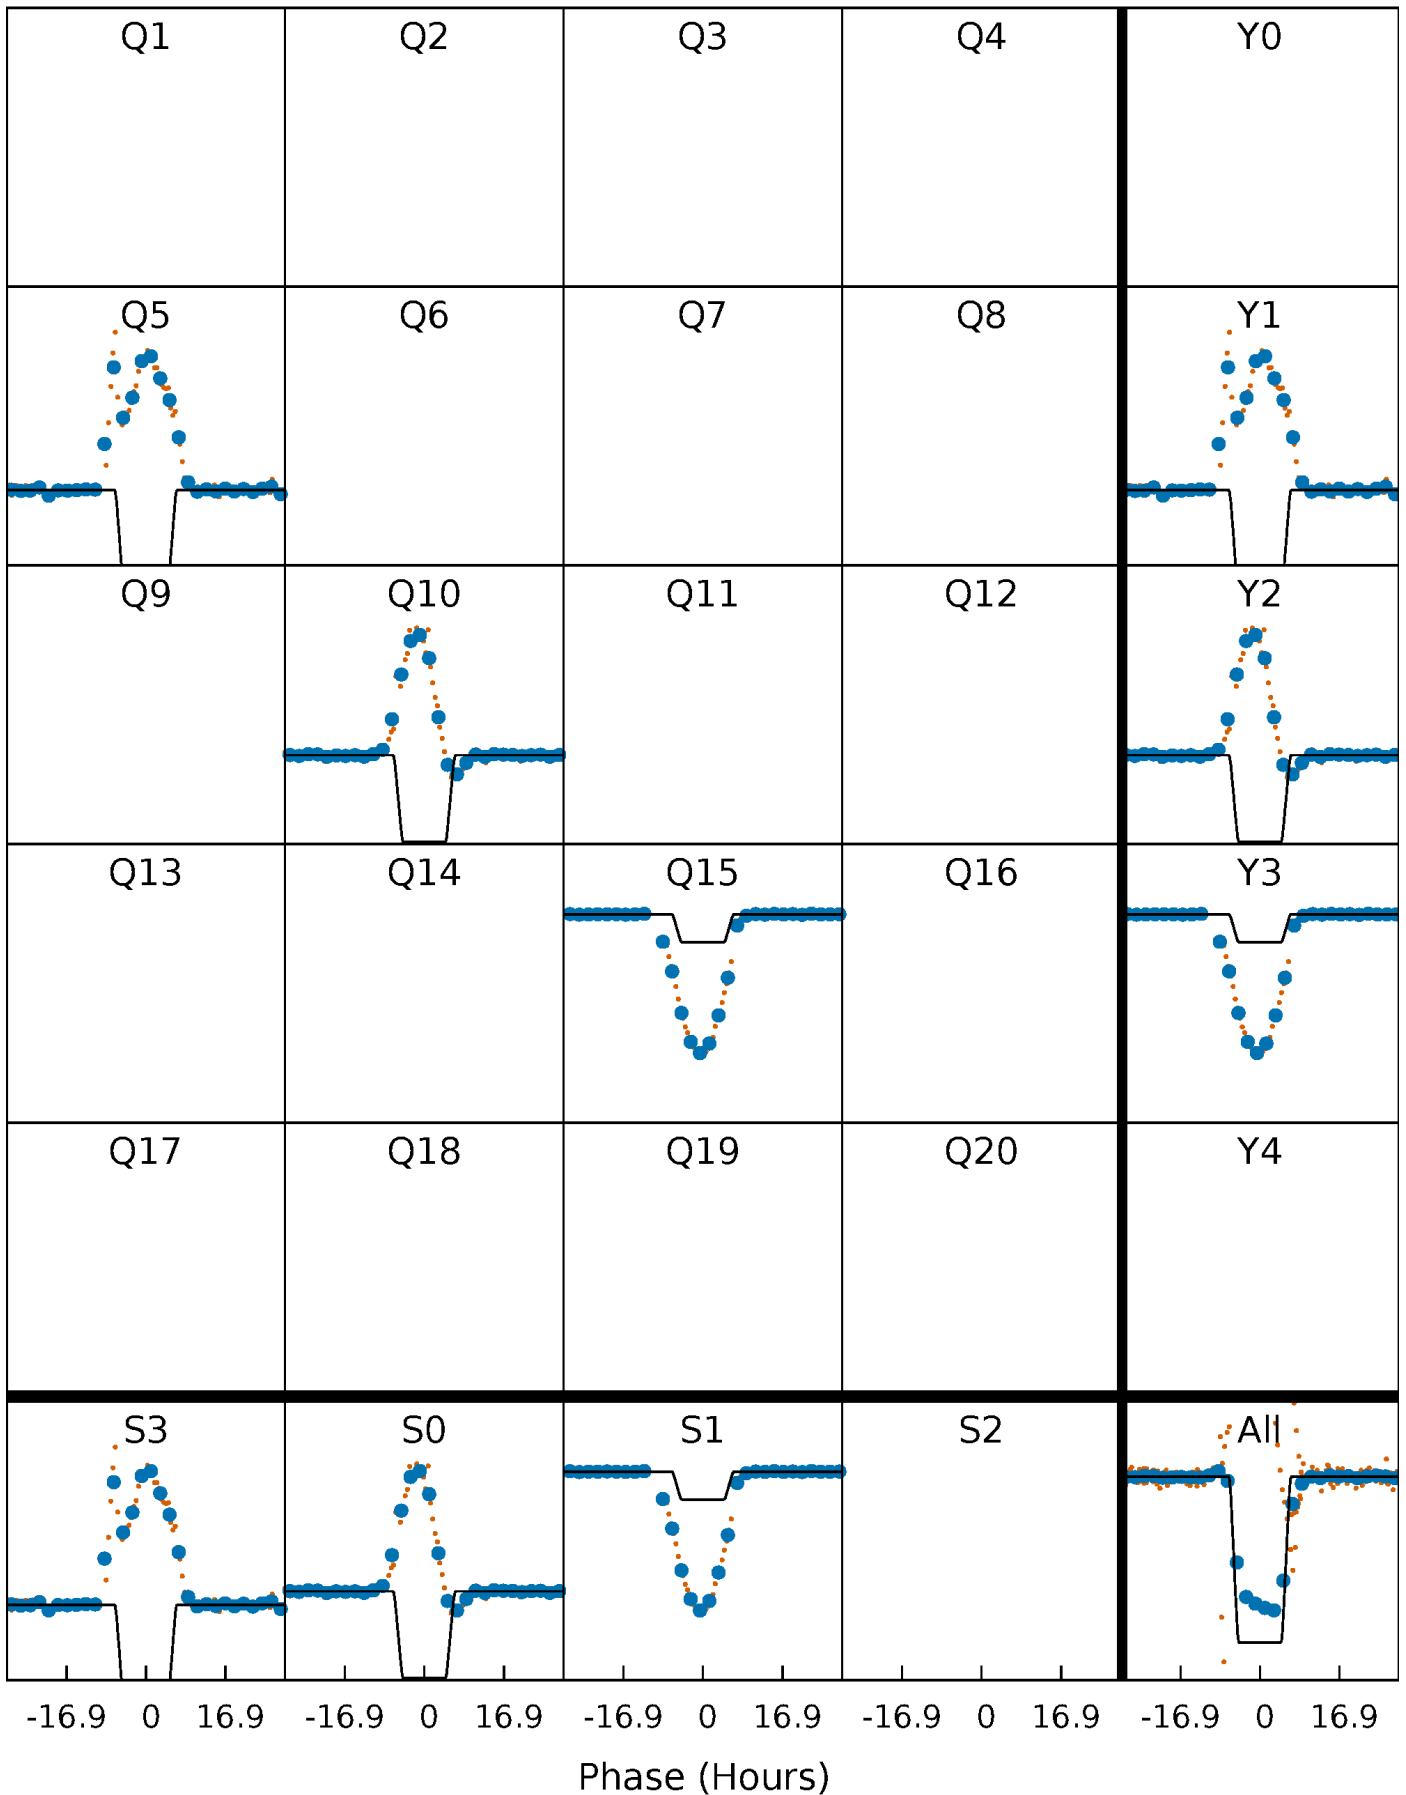 Q1 Q2 Q3 Q4 Y0
Q5 Q6 Q7 Q8 Y1
Q9 Q10 Q11 Q12 Y2
Q13 Q14 Q15 Q16 Y3
Q17 Q18 Q19 Q20 Y4
S3 S0 S1 S2 All
-16.9 0 16.9 -16.9 0 16.9 -16.9 0 16.9 -16.9 0 16.9 -16.9 0 16.9
Phase (Hours)